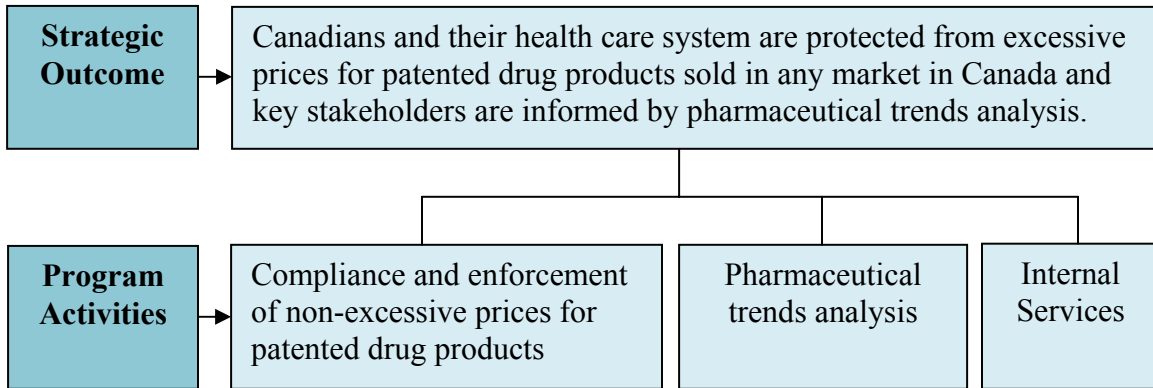 Strategic
Outcome
Canadians and their health care system are protected from excessive
prices for patented drug products sold in any market in Canada and
key stakeholders are informed by pharmaceutical trends analysis.
Program
Activities
Compliance and enforcement
of non-excessive prices for
patented drug products
Pharmaceutical
trends analysis
Internal
Services